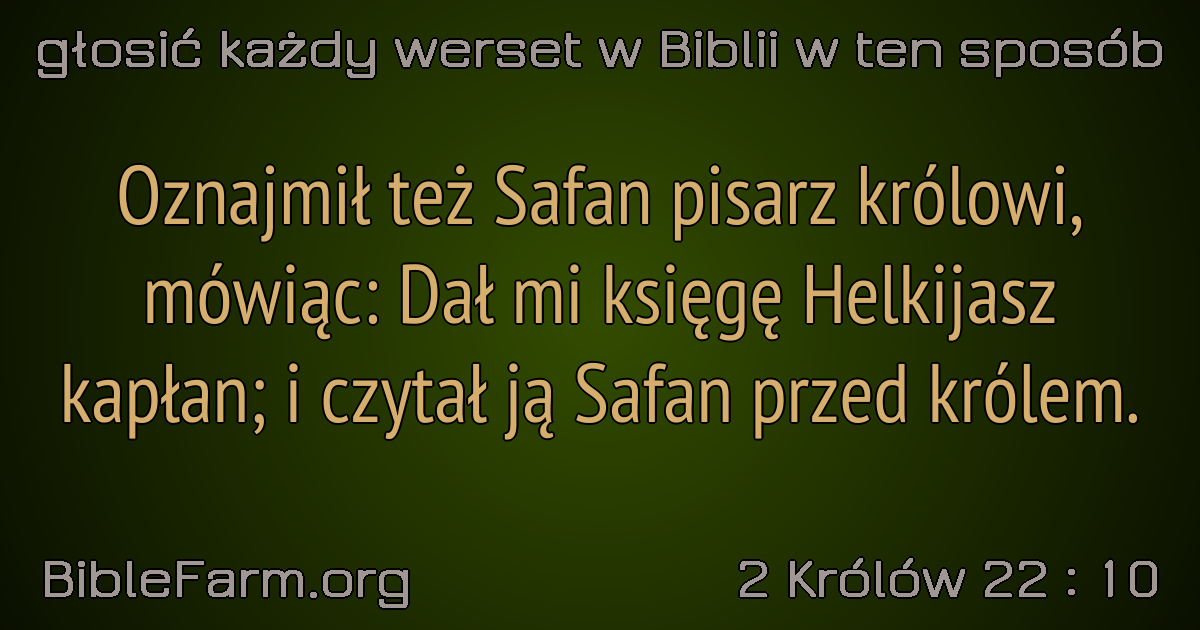 głosić każdy werset w Biblii w ten sposób
Oznajmił też Safan pisarz królowi,
mówiąc: Dał mi księgę Helkijasz
kapłan; i czytał ją Safan przed królem.
BibleFarm.org
2 Królów 22 : 10